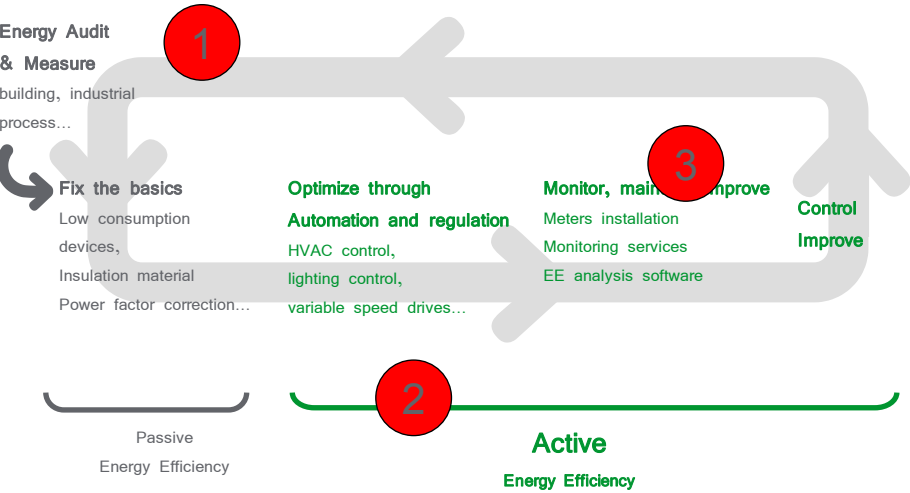 Energy Audit
& Measure
building, industrial
process...
1
Fix the basics
Low consumption
devices,
Insulation material
Power factor correction...
Optimize through
Automation and regulation
HVAC control,
lighting control,
variable speed drives...
3
Monitor, improve
Meters installation
Monitoring services
EE analysis software
Control
Improve
2
Passive
Energy Efficiency
Active
Energy Efficiency